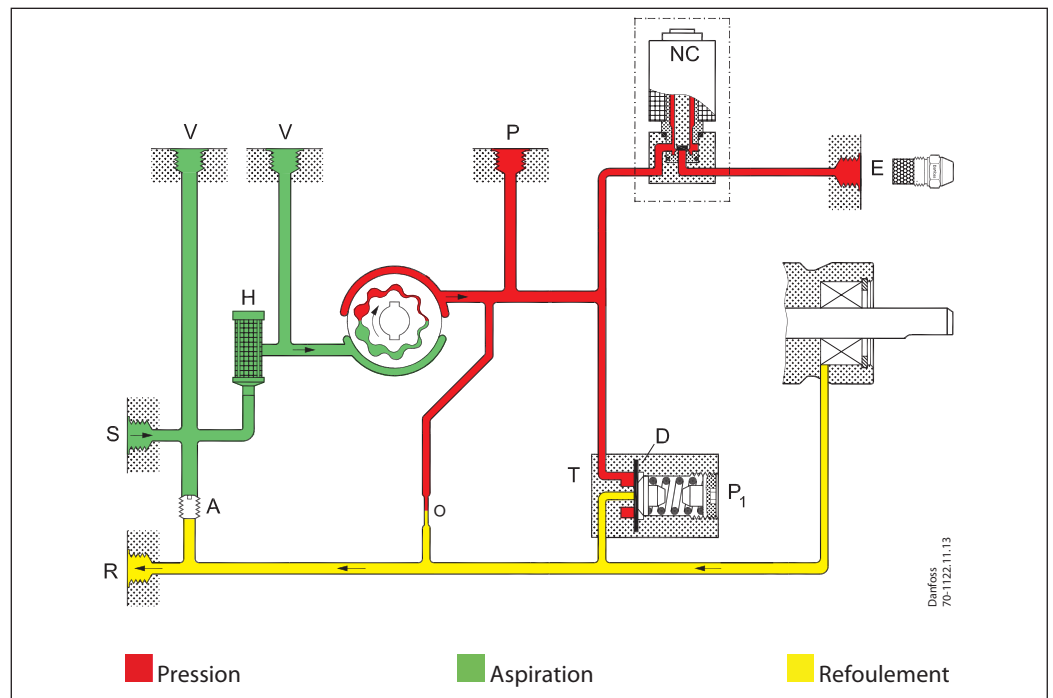 NC
V
V
P
E
H
S
A
D
T
P1
O
R
Danfoss
70-1122.11.13
Pression
Aspiration
Refoulement